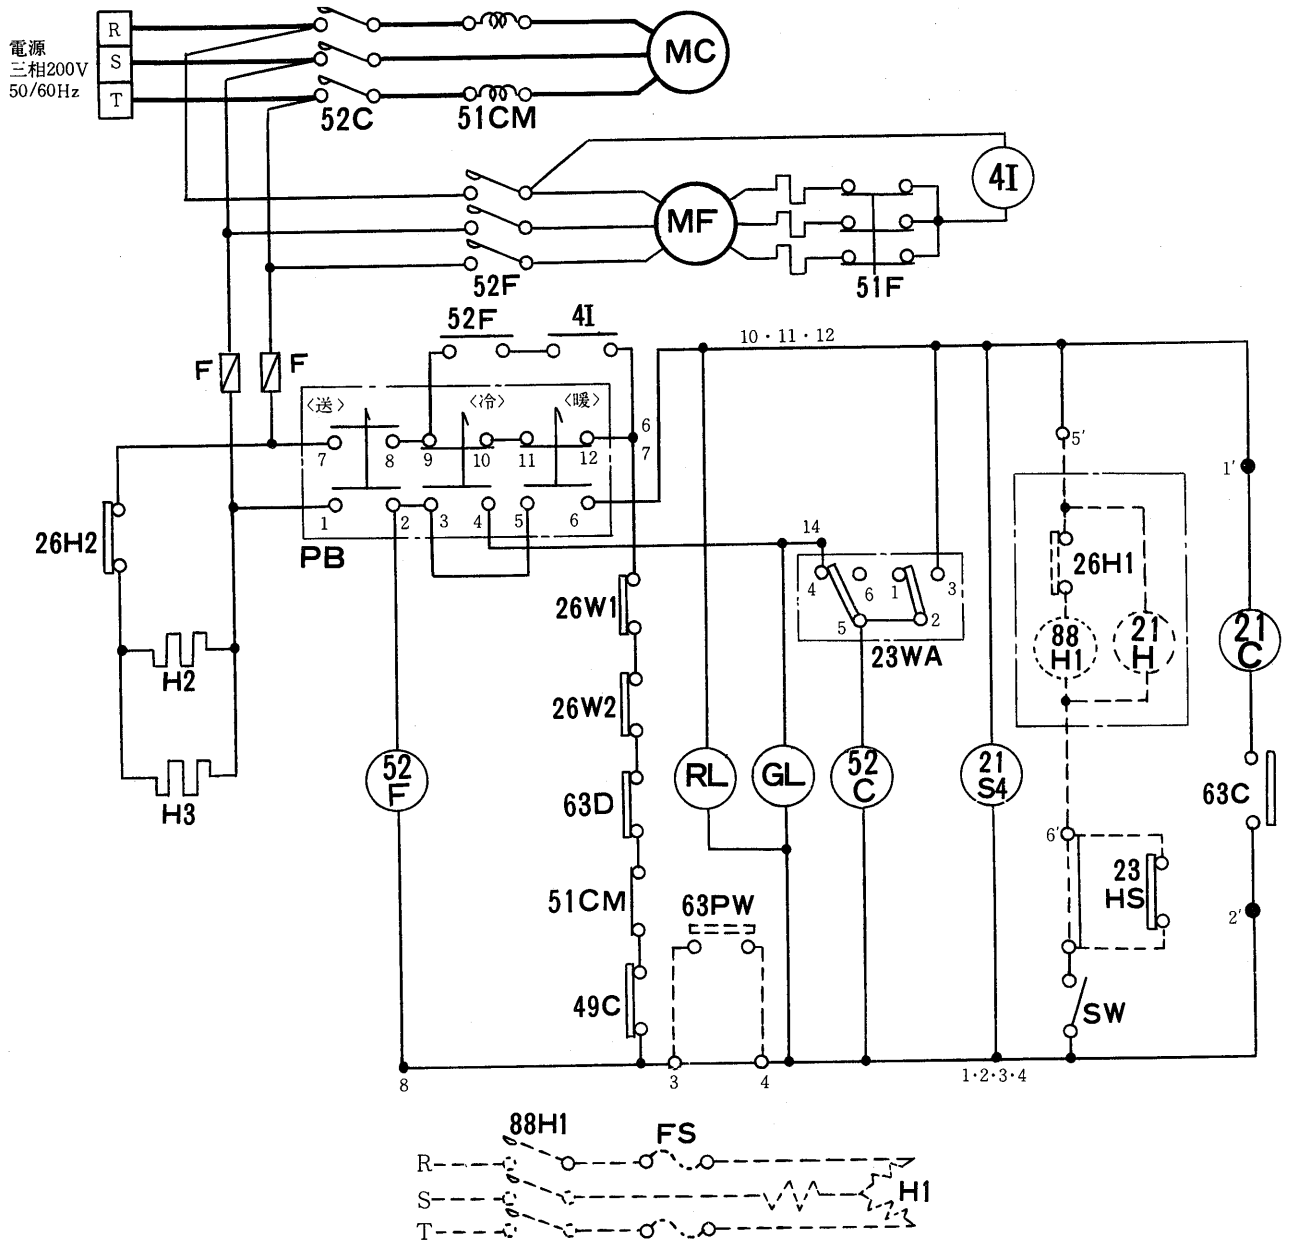 電源
三相200V
50/60Hz
R
S
T
52C
51CM
MC
4I
MF
52F
51F
52F
4I
10・11・12
F
F
〈送〉
〈冷〉
〈暖〉
6
7
7
8
9
10
11
12
5'
1'
1
2
3
4
5
6
PB
26H2
14
4
6
1
3
5
2
23WA
26H1
26W1
88
H1
21
H
21
C
H2
26W2
52
F
RL
GL
52
C
21
S4
63D
63C
H3
6'
23
HS
51CM
63PW
2'
49C
SW
8
3
4
1・2・3・4
88H1
FS
R
S
H1
T